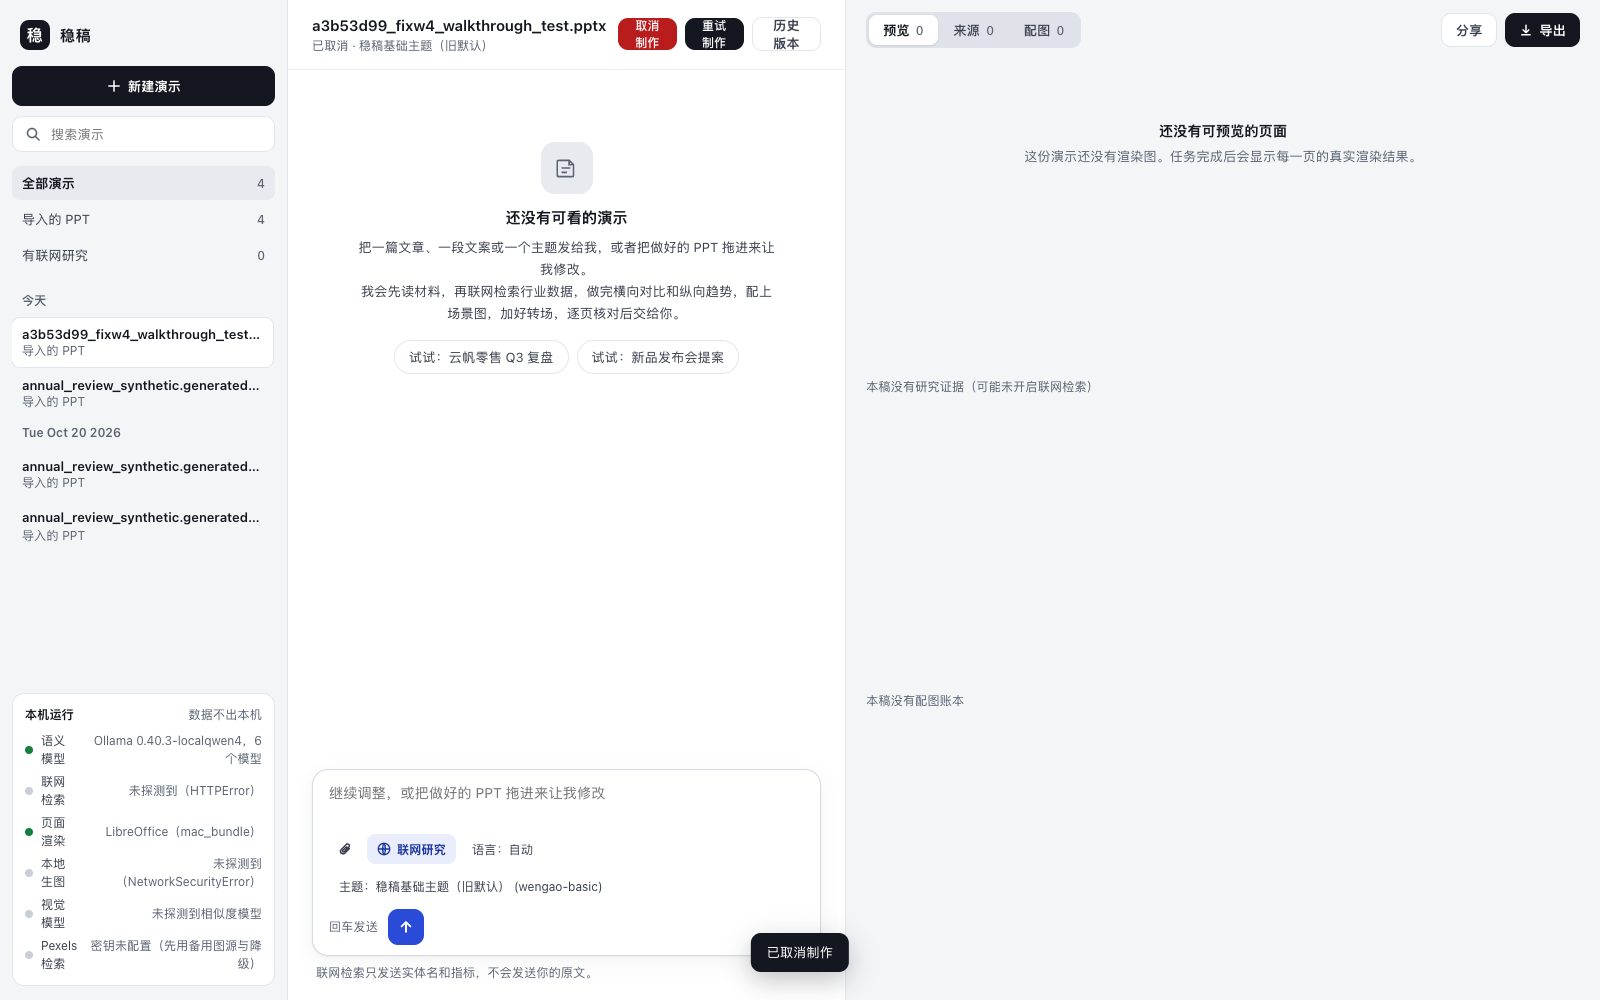 稳 稳稿
新建演示
搜索演示
全部演示 4
导入的 PPT 4
有联网研究 0
今天
a3b53d99_fixw4_walkthrough_test...
导入的 PPT
annual_review_synthetic.generated...
导入的 PPT
Tue Oct 20 2026
annual_review_synthetic.generated...
导入的 PPT
annual_review_synthetic.generated...
导入的 PPT
本机运行 数据不出本机
语义
模型
Ollama 0.40.3-localqwen4，6
个模型
联网
检索
未探测到（HTTPError）
页面
渲染
LibreOffice（mac_bundle）
本地
生图
未探测到
（NetworkSecurityError）
视觉
模型
未探测到相似度模型
Pexels
检索
密钥未配置（先用备用图源与降
级）
a3b53d99_fixw4_walkthrough_test.pptx
已取消 · 稳稿基础主题（旧默认）
取消
制作
重试
制作
历史
版本
还没有可看的演示
把一篇文章、一段文案或一个主题发给我，或者把做好的 PPT 拖进来让
我修改。
我会先读材料，再联网检索行业数据，做完横向对比和纵向趋势，配上
场景图，加好转场，逐页核对后交给你。
试试：云帆零售 Q3 复盘
试试：新品发布会提案
继续调整，或把做好的 PPT 拖进来让我修改
联网研究 语言：自动
主题：稳稿基础主题（旧默认） (wengao-basic)
回车发送
联网检索只发送实体名和指标，不会发送你的原文。
已取消制作
预览 0 来源 0 配图 0
分享 导出
还没有可预览的页面
这份演示还没有渲染图。任务完成后会显示每一页的真实渲染结果。
本稿没有研究证据（可能未开启联网检索）
本稿没有配图账本